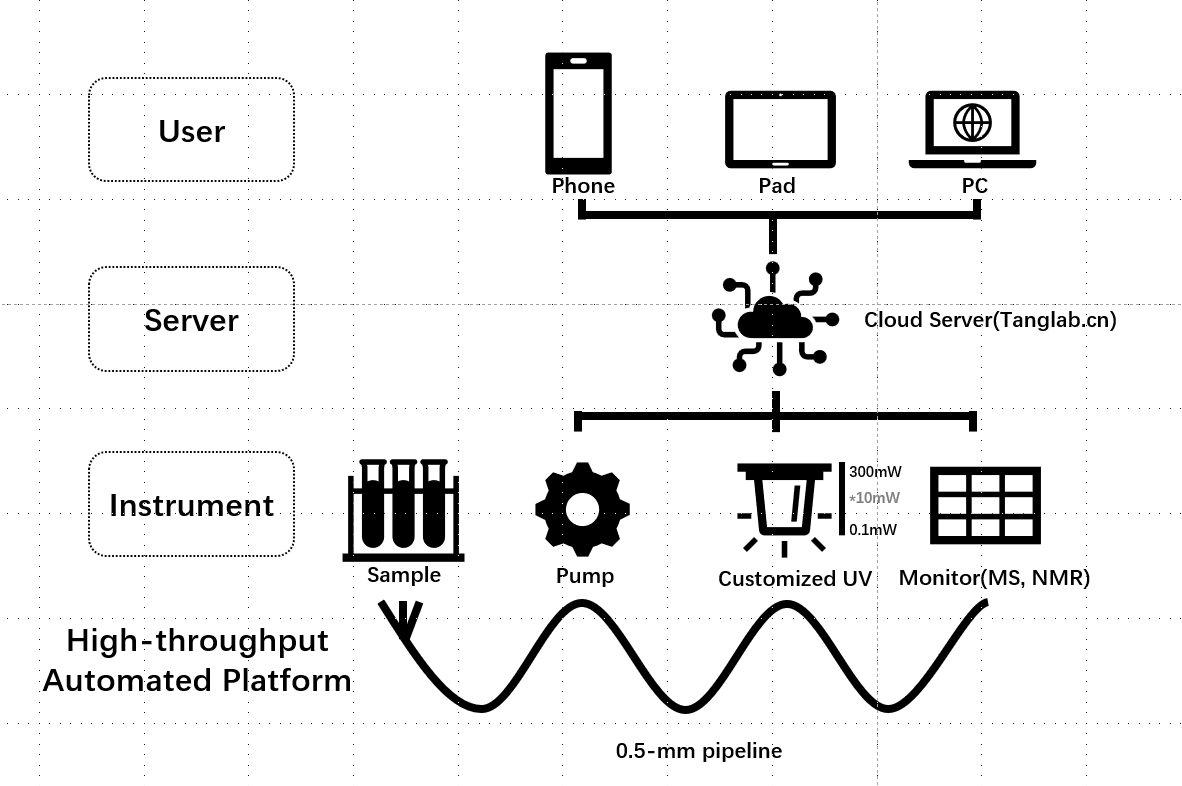 User
Phone
Pad
PC
Server
Cloud Server(Tanglab.cn)
Instrument
300mW
*10mW
0.1mW
Sample
Pump
Customized UV
Monitor(MS, NMR)
High-throughput
Automated Platform
0.5-mm pipeline